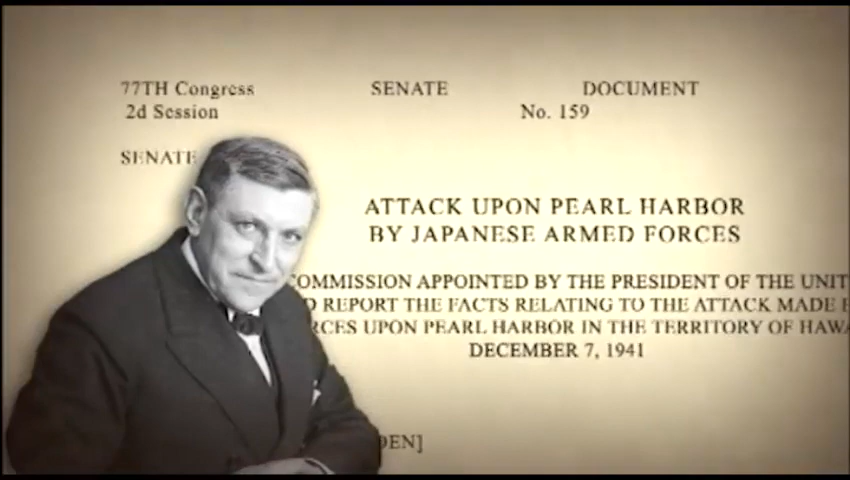 77TH Congress SENATE DOCUMENT
2d Session No. 159
SENATE
ATTACK UPON PEARL HARBOR
BY JAPANESE ARMED FORCES
COMMISSION APPOINTED BY THE PRESIDENT OF THE UNIT
D REPORT THE FACTS RELATING TO THE ATTACK MADE B
RCES UPON PEARL HARBOR IN THE TERRITORY OF HAWA
DECEMBER 7, 1941
DEN]